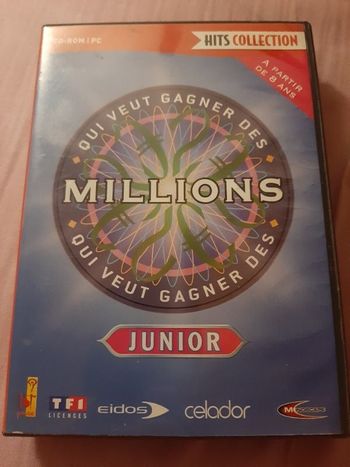 CD-ROM | PC
HITS COLLECTION
A PARTIR
DE 8 ANS
QUI VEUT GAGNER DES
MILLIONS
QUI VEUT GAGNER DES
JUNIOR
TF1
LICENCES
eidos
celador